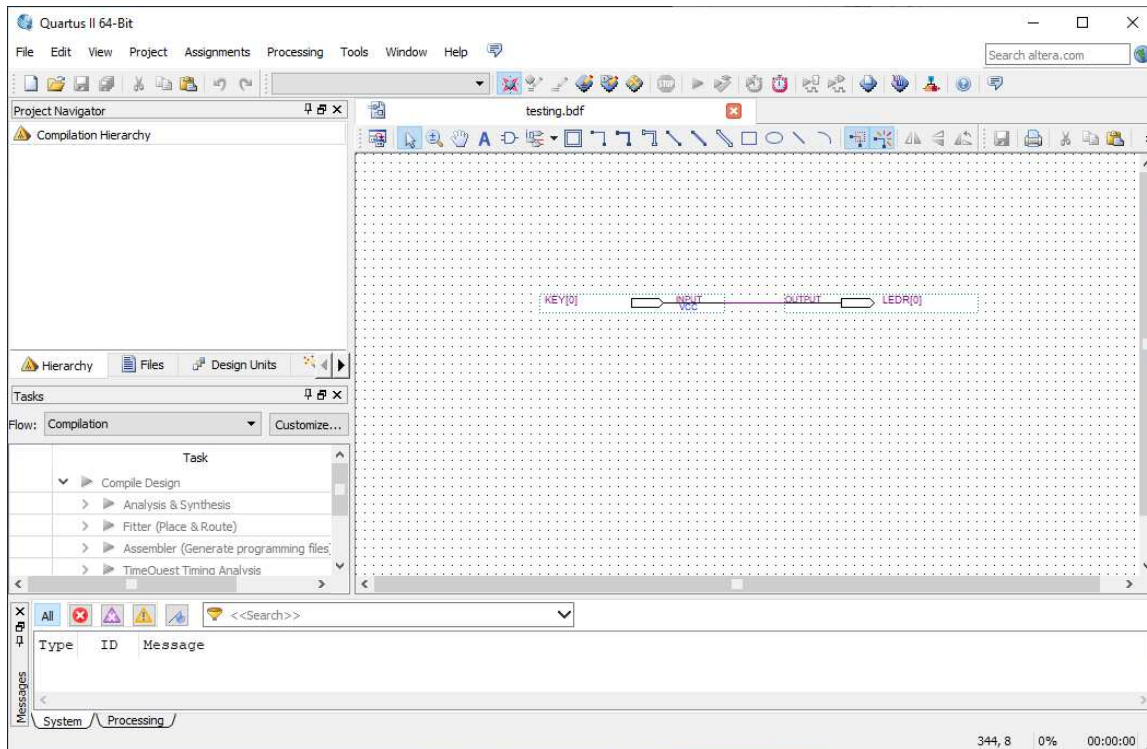 Quartus II 64-Bit
File Edit View Project Assignments Processing Tools Window Help
Search altera.com
STOP
Project Navigator
testing.bdf
Compilation Hierarchy
A
KEY[0] INPUT OUTPUT LEDR[0]
VCC
Hierarchy Files Design Units
Tasks
Flow: Compilation Customize...
Task
Compile Design
Analysis & Synthesis
Fitter (Place & Route)
Assembler (Generate programming files)
TimeQuest Timing Analysis
All <<Search>>
Type ID Message
Messages
System Processing
344, 8 0% 00:00:00